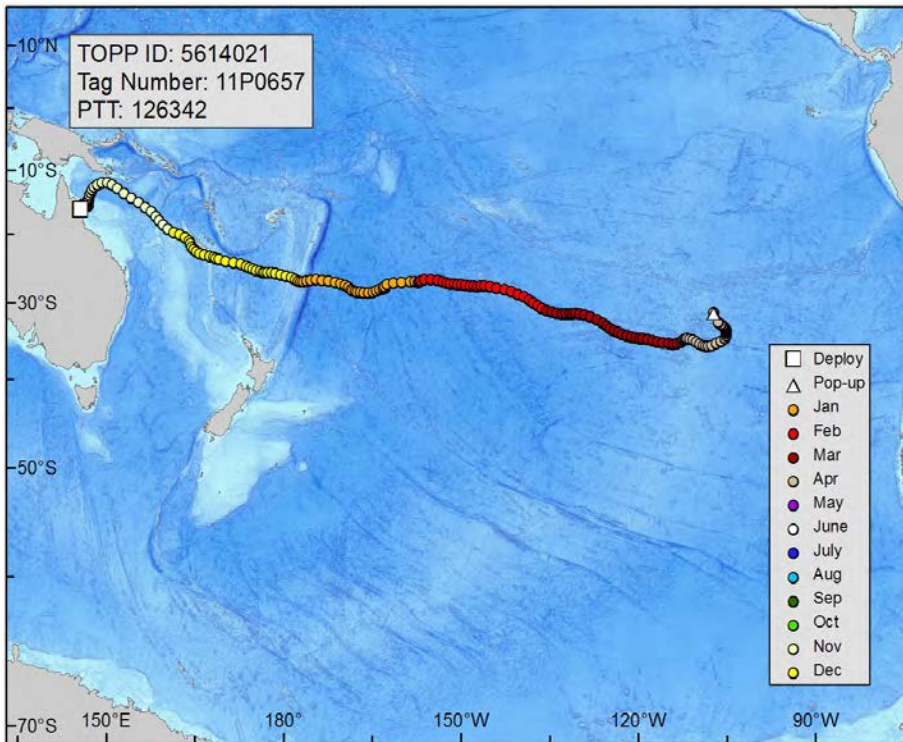 10°N
TOPP ID: 5614021
Tag Number: 11P0657
PTT: 126342
10°S
30°S
50°S
70°S
150°E
180°
150°W
120°W
90°W
Deploy
Pop-up
Jan
Feb
Mar
Apr
May
June
July
Aug
Sep
Oct
Nov
Dec